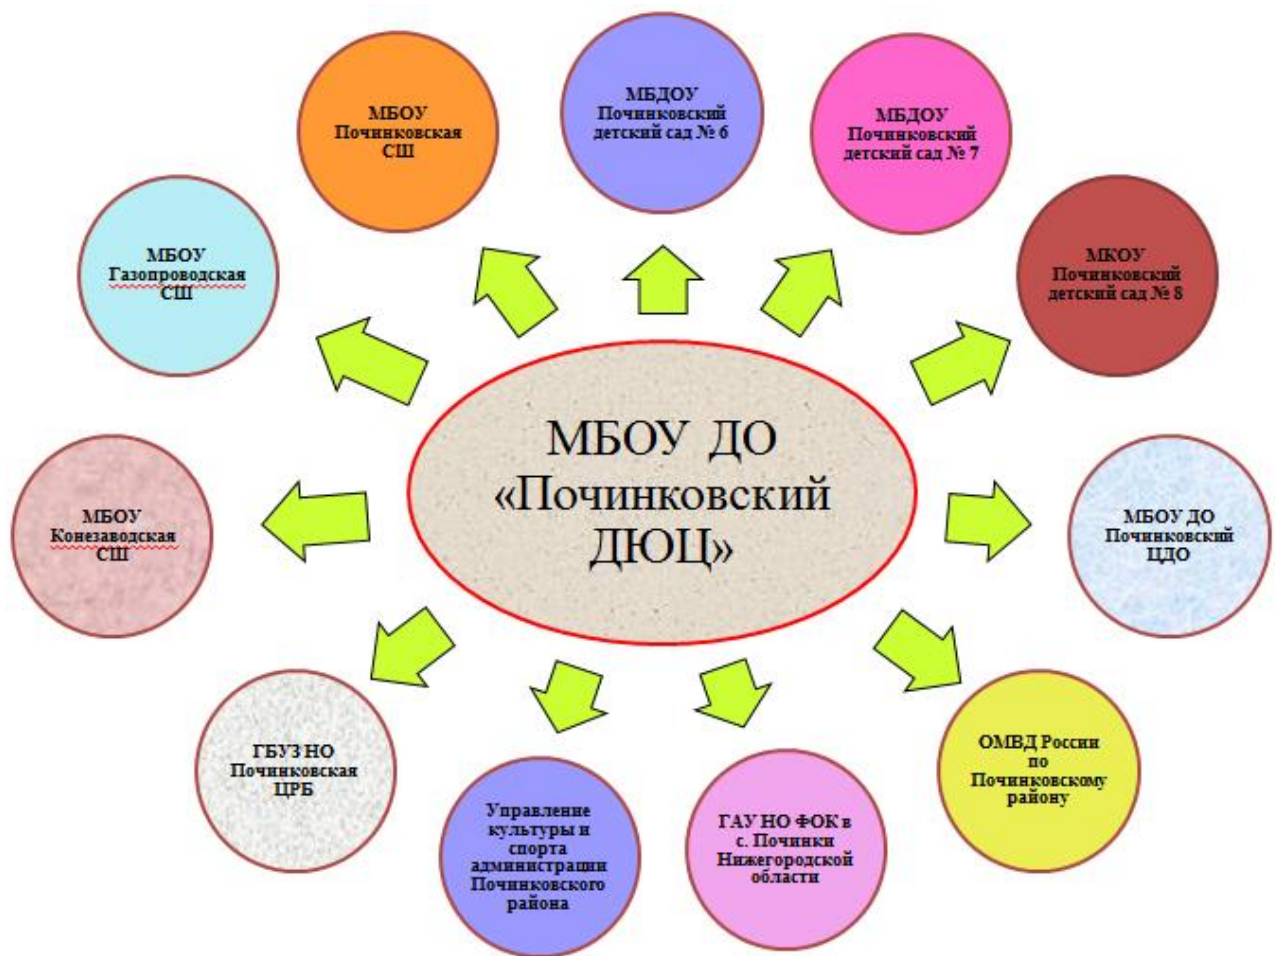 МБДОУ
Починковский
детский сад № 6
МБОУ
Починковская
СШ
МБДОУ
Починковский
детский сад № 7
МБОУ
Газопроводская
СШ
МКОУ
Починковский
детский сад № 8
МБОУ ДО
«Починковский
ДЮЦ»
МБОУ
Конезаводская
СШ
МБОУ ДО
Починковский
ЦДО
ГБУЗ НО
Починковская
ЦРБ
ОМВД России
по
Починковскому
району
Управление
культуры и
спорта
администрации
Починковского
района
ГАУ НО ФОК в
с. Починки
Нижегородской
области